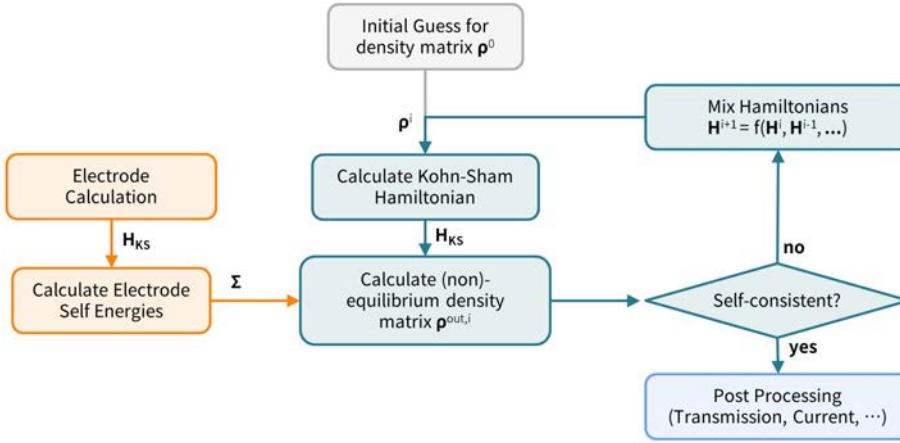 Initial Guess for
density matrix ρ⁰
Mix Hamiltonians
Hⁱ⁺¹ = f(Hⁱ, Hⁱ⁻¹, ...)
ρⁱ
Electrode
Calculation
Calculate Kohn-Sham
Hamiltonian
H_KS
H_KS
no
Calculate Electrode
Self Energies
Σ
Calculate (non)-
equilibrium density
matrix ρᵒᵘᵗ,ⁱ
Self-consistent?
yes
Post Processing
(Transmission, Current, ⋯)